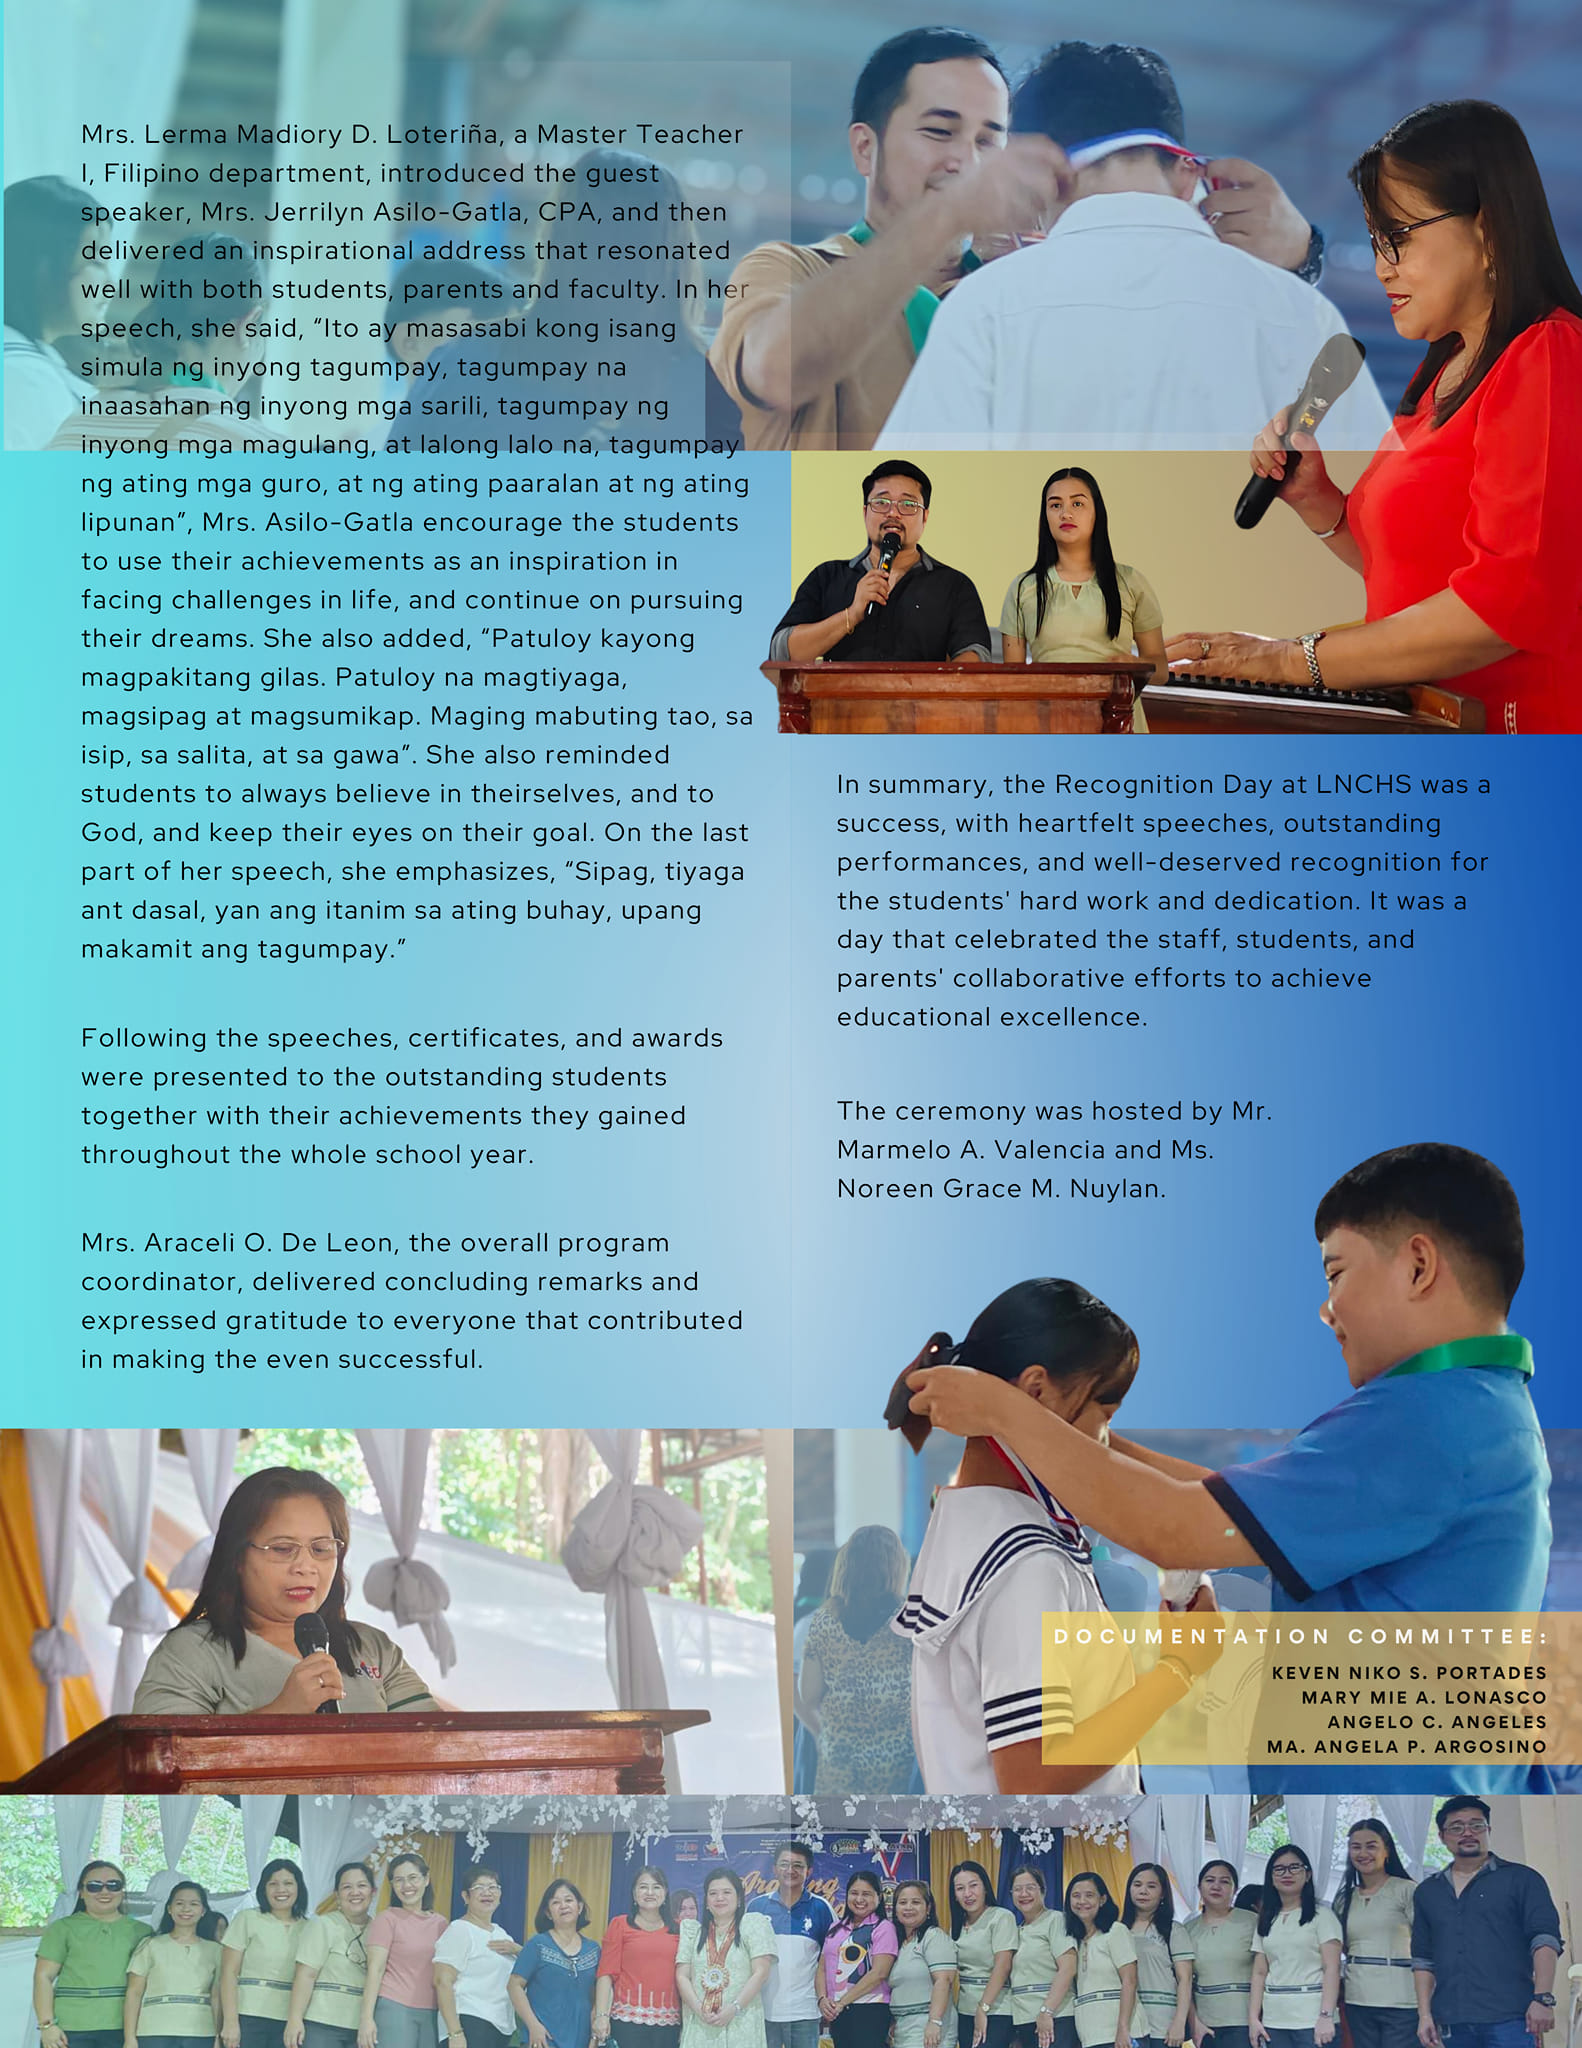 Mrs. Lerma Madiory D. Loteriña, a Master Teacher
I, Filipino department, introduced the guest
speaker, Mrs. Jerrilyn Asilo-Gatla, CPA, and then
delivered an inspirational address that resonated
well with both students, parents and faculty. In her
speech, she said, “Ito ay masasabi kong isang
simula ng inyong tagumpay, tagumpay na
inaasahan ng inyong mga sarili, tagumpay ng
inyong mga magulang, at lalong lalo na, tagumpay
ng ating mga guro, at ng ating paaralan at ng ating
lipunan”, Mrs. Asilo-Gatla encourage the students
to use their achievements as an inspiration in
facing challenges in life, and continue on pursuing
their dreams. She also added, “Patuloy kayong
magpakitang gilas. Patuloy na magtiyaga,
magsipag at magsumikap. Maging mabuting tao, sa
isip, sa salita, at sa gawa”. She also reminded
students to always believe in theirselves, and to
God, and keep their eyes on their goal. On the last
part of her speech, she emphasizes, “Sipag, tiyaga
ant dasal, yan ang itanim sa ating buhay, upang
makamit ang tagumpay.”
Following the speeches, certificates, and awards
were presented to the outstanding students
together with their achievements they gained
throughout the whole school year.
Mrs. Araceli O. De Leon, the overall program
coordinator, delivered concluding remarks and
expressed gratitude to everyone that contributed
in making the even successful.
In summary, the Recognition Day at LNCHS was a
success, with heartfelt speeches, outstanding
performances, and well-deserved recognition for
the students' hard work and dedication. It was a
day that celebrated the staff, students, and
parents' collaborative efforts to achieve
educational excellence.
The ceremony was hosted by Mr.
Marmelo A. Valencia and Ms.
Noreen Grace M. Nuylan.
DOCUMENTATION COMMITTEE:
KEVEN NIKO S. PORTADES
MARY MIE A. LONASCO
ANGELO C. ANGELES
MA. ANGELA P. ARGOSINO